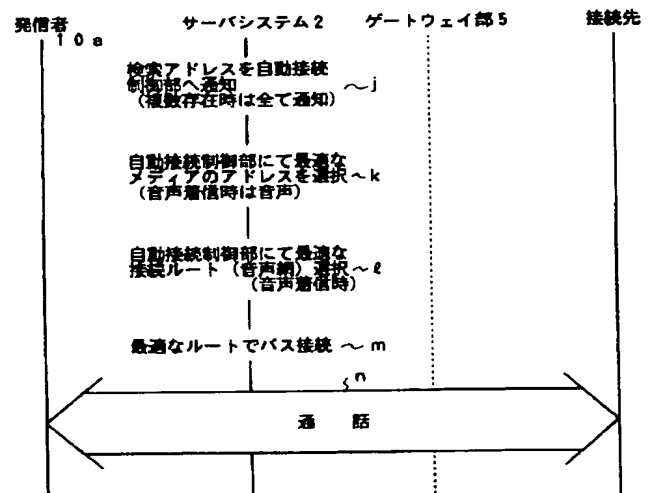 発信者 サーバシステム2 ゲートウェイ部5 接続先
10a
検索アドレスを自動接続
制御部へ通知 ～j
(複数存在時は全て通知)
自動接続制御部にて最適な
メディアのアドレスを選択～k
(音声着信時は音声)
自動接続制御部にて最適な
接続ルート(音声網)選択～ℓ
(音声着信時)
最適なルートでパス接続 ～m
n
通 話